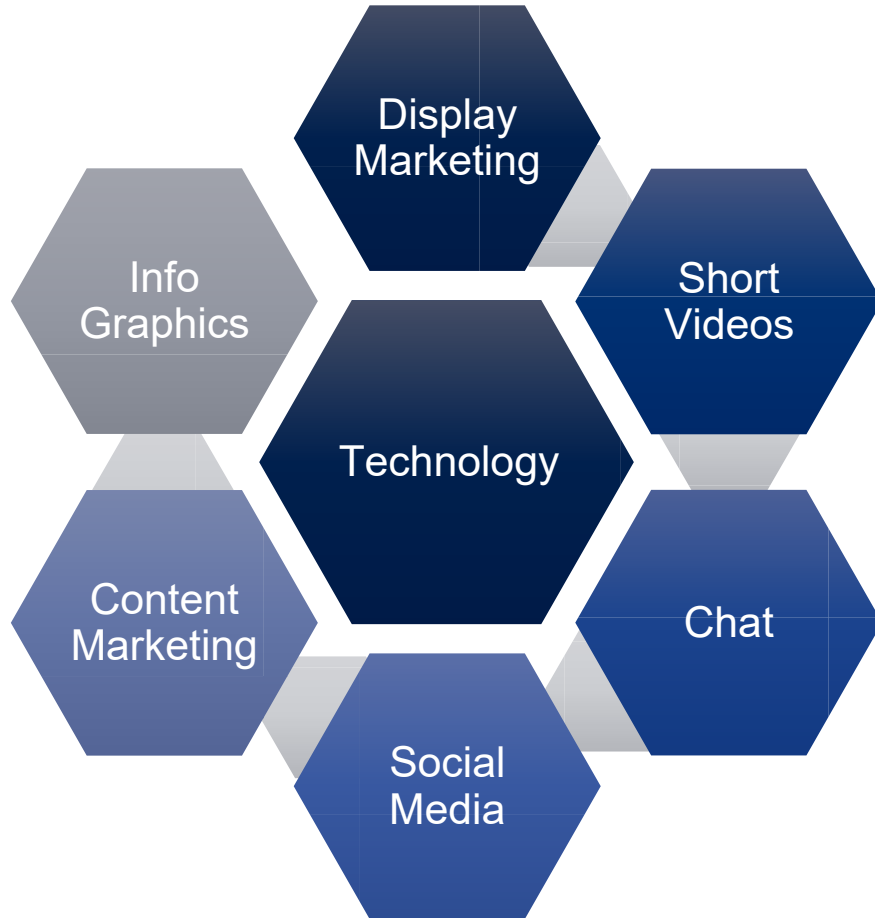 Display
Marketing
Short
Videos
Info
Graphics
Technology
Chat
Content
Marketing
Social
Media